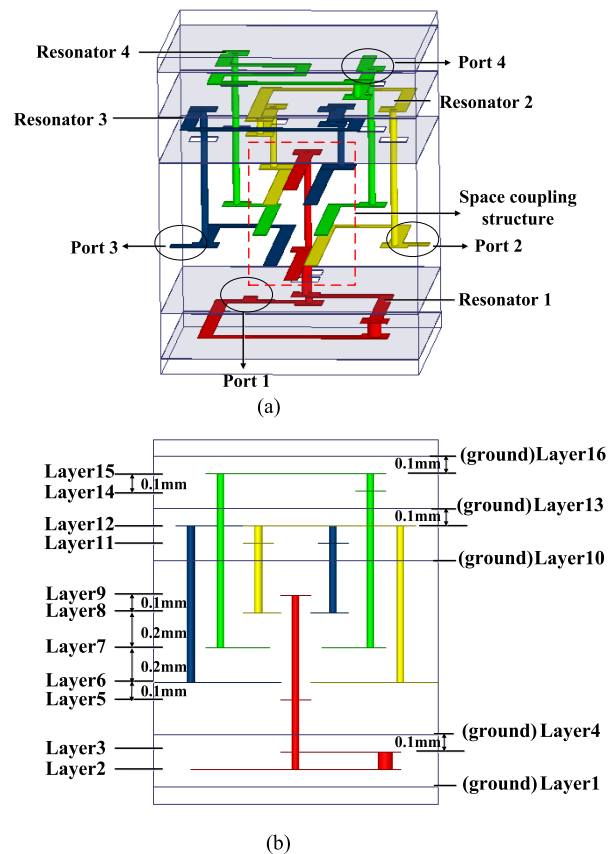 Resonator 4
Port 4
Resonator 2
Resonator 3
Space coupling
structure
Port 3
Port 2
Resonator 1
Port 1
(a)
(ground)Layer16
0.1mm
Layer15
0.1mm
Layer14
(ground)Layer13
0.1mm
Layer12
Layer11
(ground)Layer10
Layer9
0.1mm
Layer8
0.2mm
Layer7
0.2mm
Layer6
0.1mm
Layer5
(ground)Layer4
0.1mm
Layer3
Layer2
(ground)Layer1
(b)